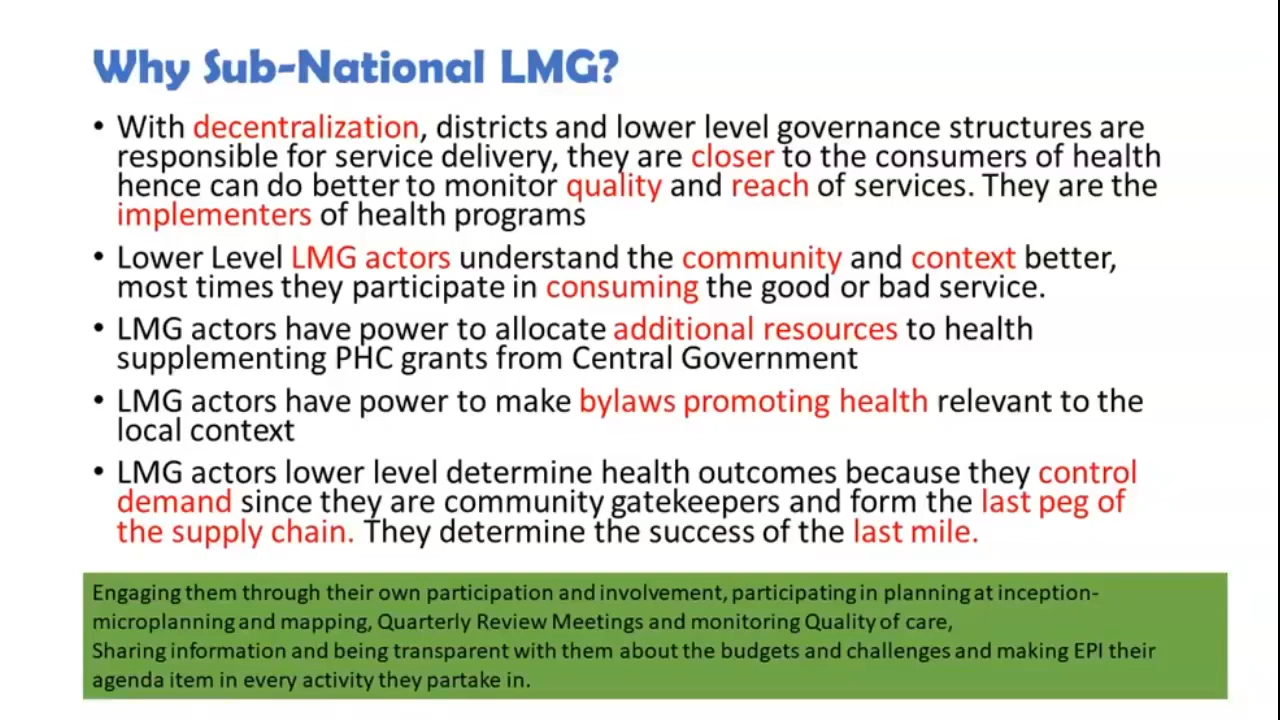 Why Sub-National LMG?
• With decentralization, districts and lower level governance structures are
responsible for service delivery, they are closer to the consumers of health
hence can do better to monitor quality and reach of services. They are the
implementers of health programs
• Lower Level LMG actors understand the community and context better,
most times they participate in consuming the good or bad service.
• LMG actors have power to allocate additional resources to health
supplementing PHC grants from Central Government
• LMG actors have power to make bylaws promoting health relevant to the
local context
• LMG actors lower level determine health outcomes because they control
demand since they are community gatekeepers and form the last peg of
the supply chain. They determine the success of the last mile.
Engaging them through their own participation and involvement, participating in planning at inception-
microplanning and mapping, Quarterly Review Meetings and monitoring Quality of care,
Sharing information and being transparent with them about the budgets and challenges and making EPI their
agenda item in every activity they partake in.